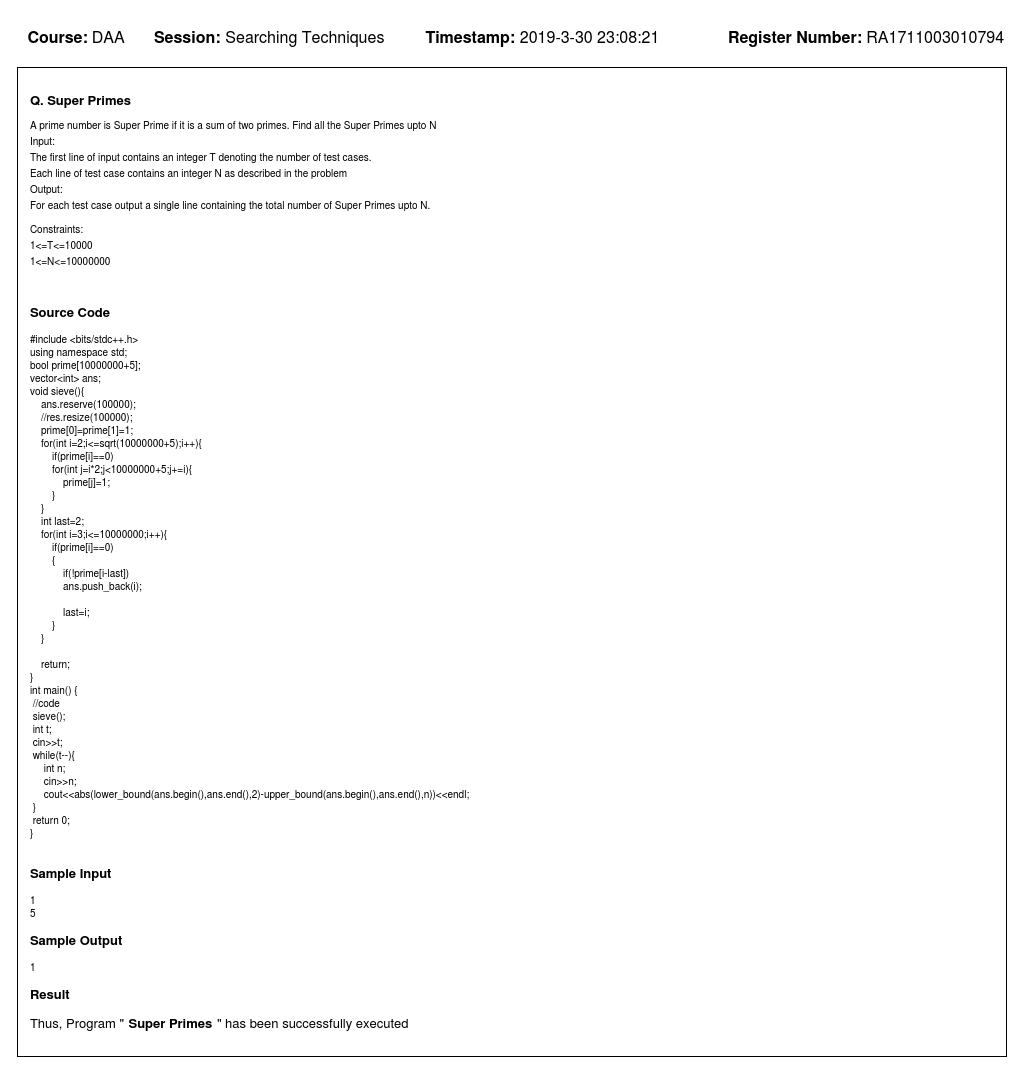 Course: DAA Session: Searching Techniques Timestamp: 2019-3-30 23:08:21 Register Number: RA1711003010794
Q. Super Primes
A prime number is Super Prime if it is a sum of two primes. Find all the Super Primes upto N
Input:
The first line of input contains an integer T denoting the number of test cases.
Each line of test case contains an integer N as described in the problem
Output:
For each test case output a single line containing the total number of Super Primes upto N.
Constraints:
1<=T<=10000
1<=N<=10000000
Source Code
#include <bits/stdc++.h>
using namespace std;
bool prime[10000000+5];
vector<int> ans;
void sieve(){
    ans.reserve(100000);
    //res.resize(100000);
    prime[0]=prime[1]=1;
    for(int i=2;i<=sqrt(10000000+5);i++){
        if(prime[i]==0)
        for(int j=i*2;j<10000000+5;j+=i){
            prime[j]=1;
        }
    }
    int last=2;
    for(int i=3;i<=10000000;i++){
        if(prime[i]==0)
        {
            if(!prime[i-last])
            ans.push_back(i);
            last=i;
        }
    }
    return;
}
int main() {
 //code
 sieve();
 int t;
 cin>>t;
 while(t--){
     int n;
     cin>>n;
     cout<<abs(lower_bound(ans.begin(),ans.end(),2)-upper_bound(ans.begin(),ans.end(),n))<<endl;
 }
 return 0;
}
Sample Input
1
5
Sample Output
1
Result
Thus, Program " Super Primes " has been successfully executed